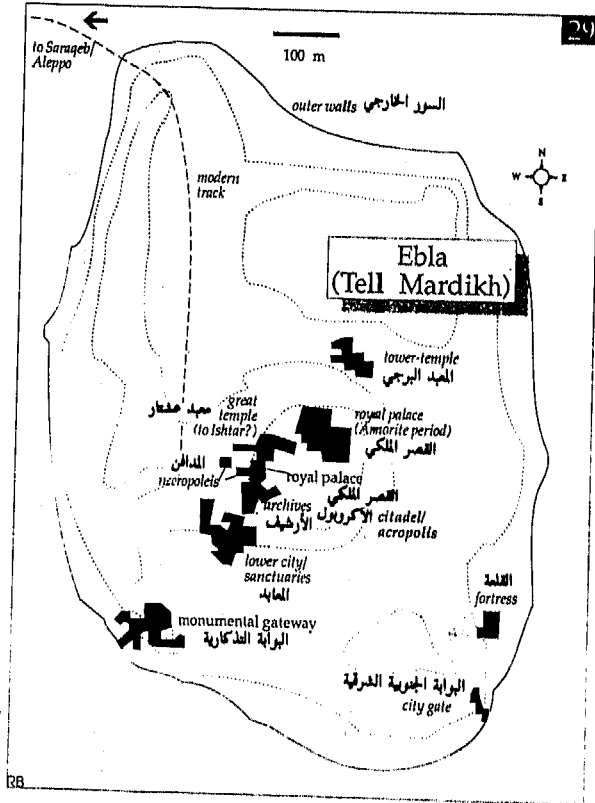 29
to Saraqeb/
Aleppo
100 m
outer walls السور الخارجي
modern
track
N
W
S
Ebla
(Tell Mardikh)
tower-temple
المعبد البرجي
معبد عشتار
great
temple
(to Ishtar?)
royal palace
(Amorite period)
القصر الملكي
المدافن
necropoleis
royal palace
القصر الملكي
archives
الأرشيف
الأكروبول
citadel/
acropolis
lower city/
sanctuaries
المعابد
القلعة
fortress
monumental gateway
البوابة التذكارية
البوابة الجنوبية الشرقية
city gate
RB